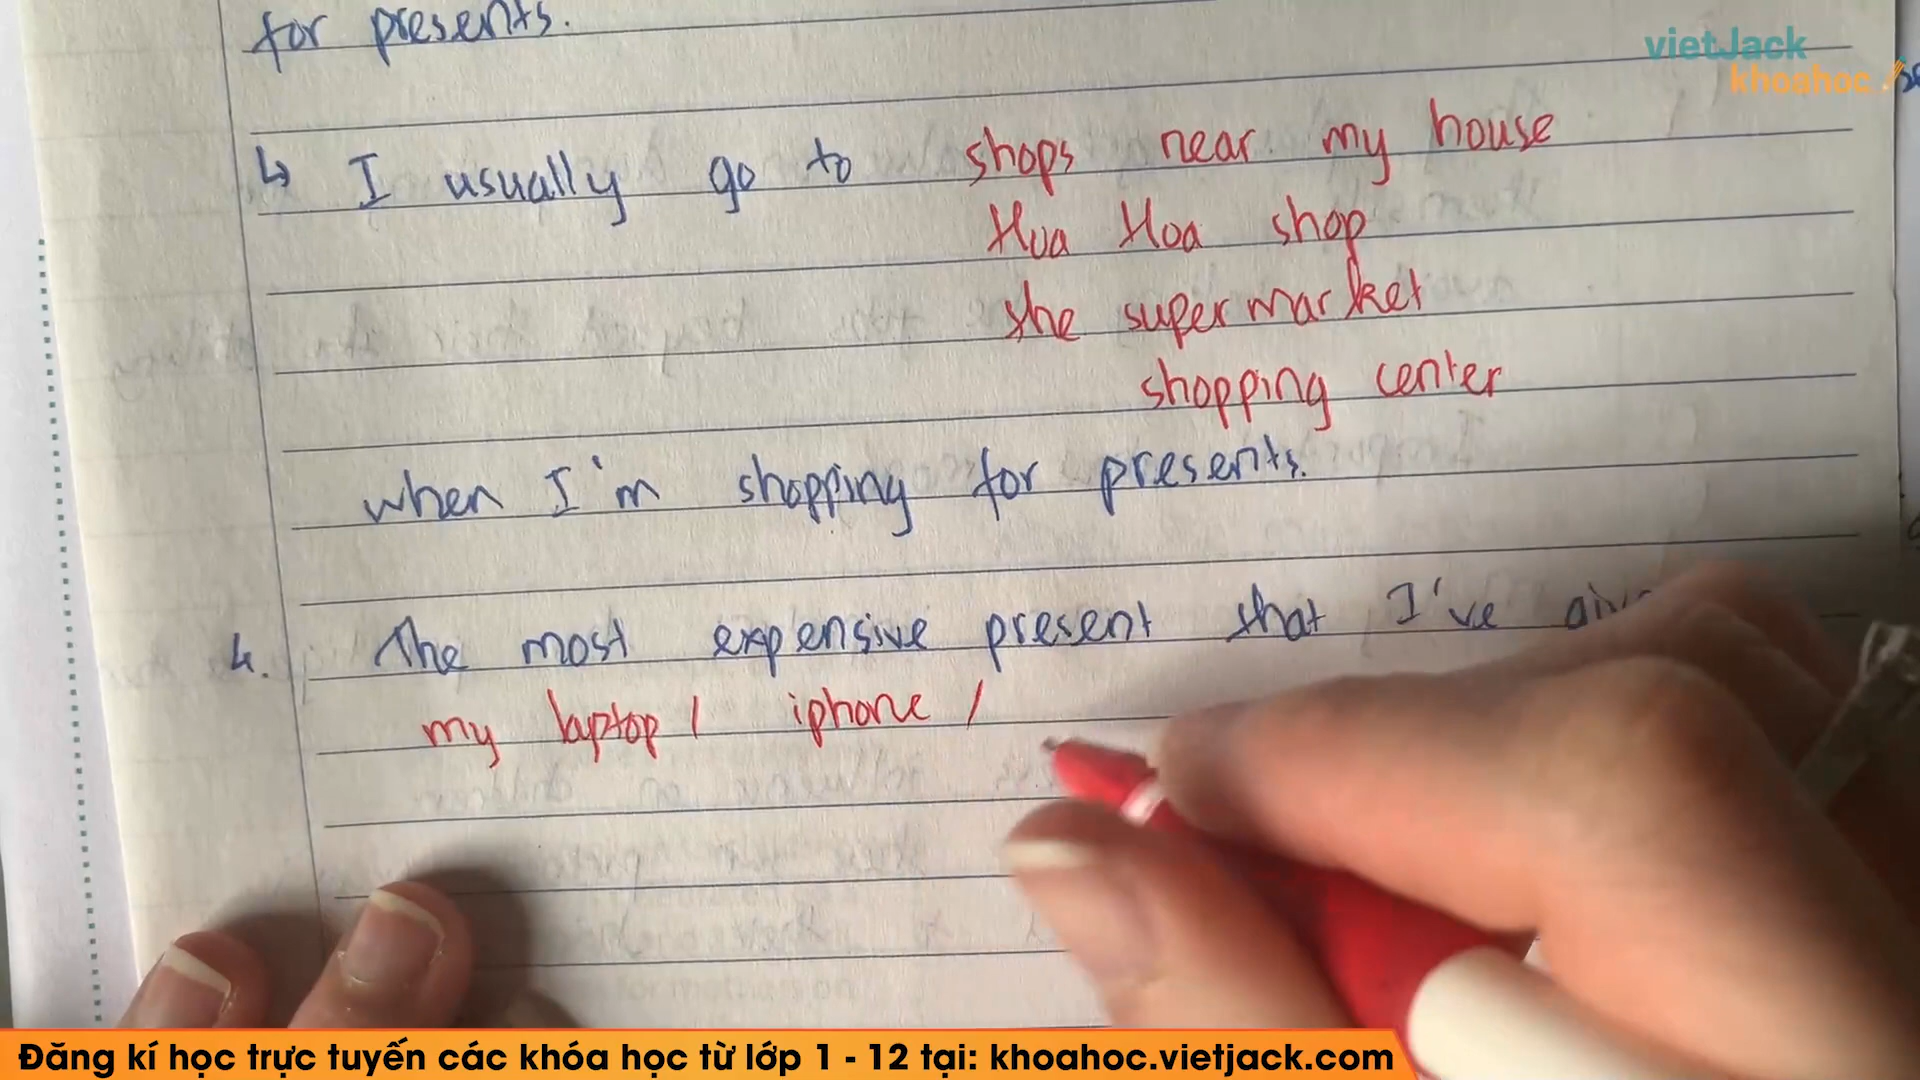 for presents.
vietJack
khoahoc
↳ I usually go to shops near my house
Hoa Hoa shop
the supermarket
shopping center
when I'm shopping for presents.
4. The most expensive present that I've
my laptop / iphone /
Đăng kí học trực tuyến các khóa học từ lớp 1 - 12 tại: khoahoc.vietjack.com